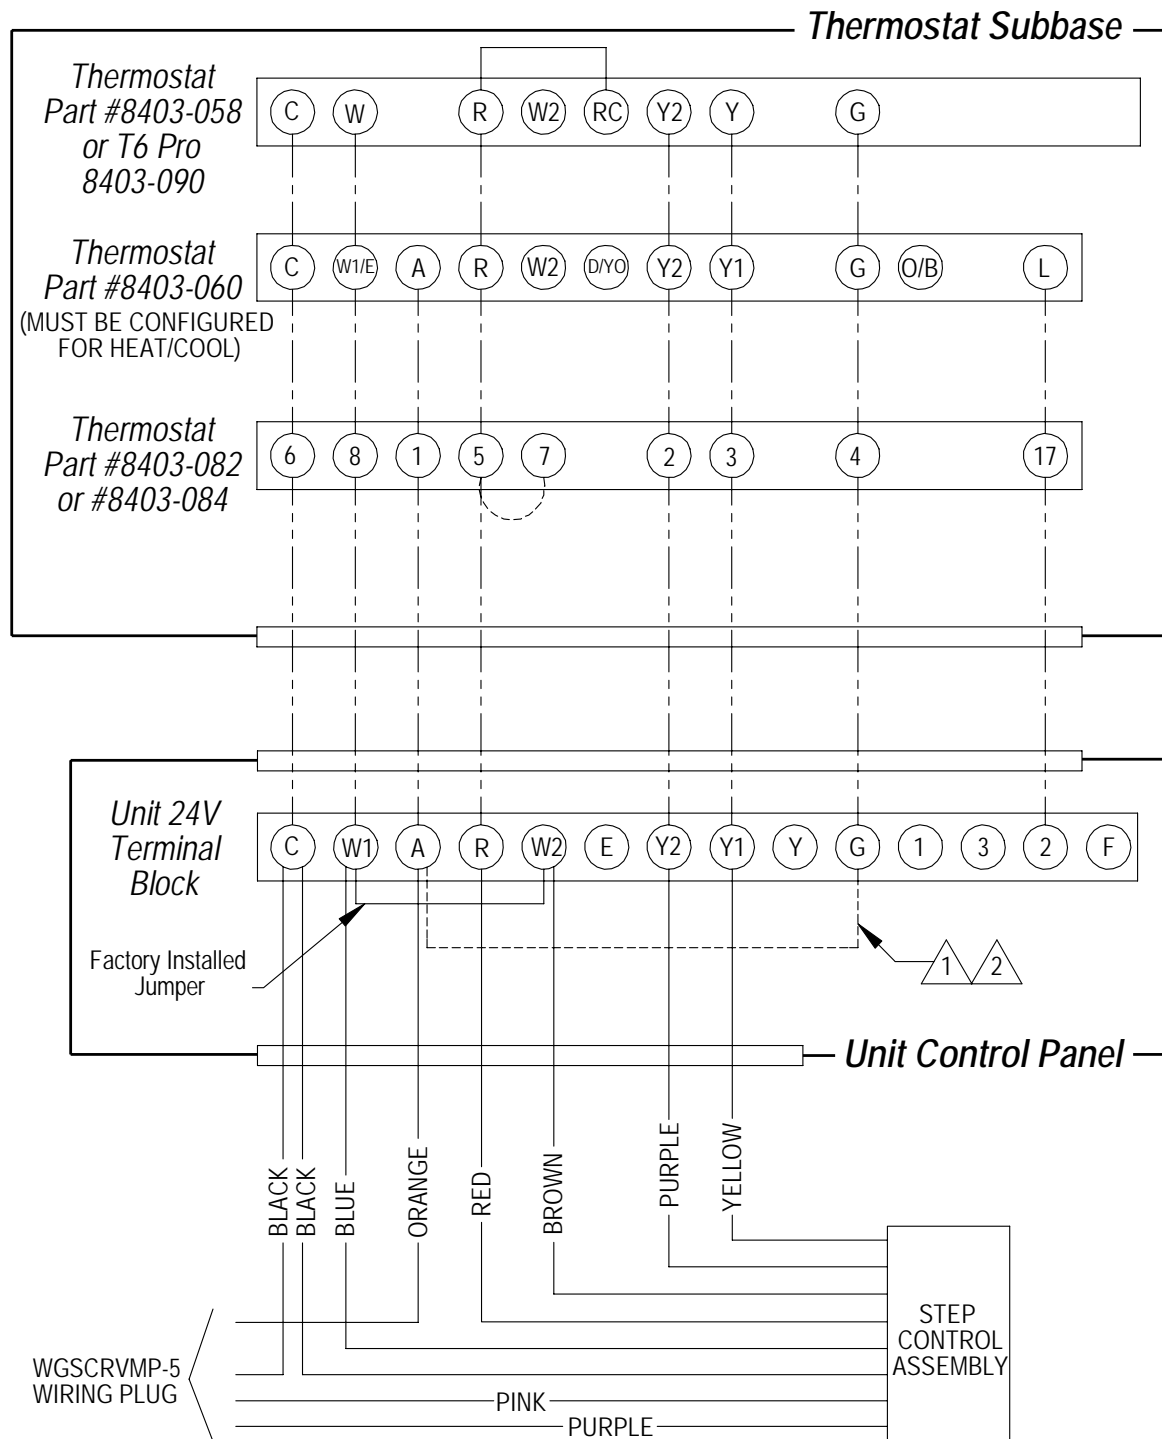 Thermostat Subbase
Thermostat
Part #8403-058
or T6 Pro
8403-090
C W R W2 RC Y2 Y G
Thermostat
Part #8403-060
(MUST BE CONFIGURED
FOR HEAT/COOL)
C W1/E A R W2 D/YO Y2 Y1 G O/B L
Thermostat
Part #8403-082
or #8403-084
6 8 1 5 7 2 3 4 17
Unit 24V
Terminal
Block
C W1 A R W2 E Y2 Y1 Y G 1 3 2 F
Factory Installed
Jumper
1 2
Unit Control Panel
BLACK
BLACK
BLUE
ORANGE
RED
BROWN
PURPLE
YELLOW
STEP
CONTROL
ASSEMBLY
WGSCRVMP-5
WIRING PLUG
PINK
PURPLE